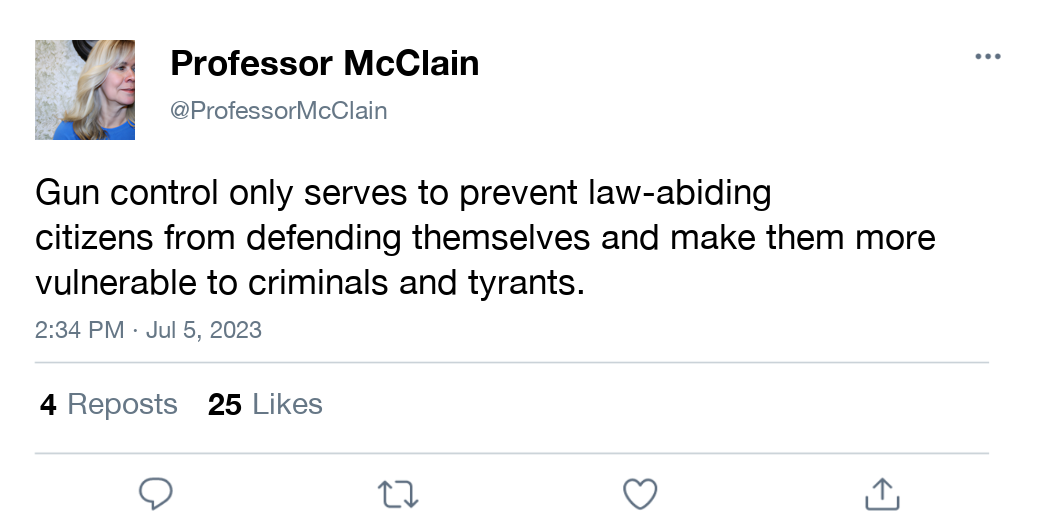 Professor McClain
@ProfessorMcClain
Gun control only serves to prevent law-abiding
citizens from defending themselves and make them more
vulnerable to criminals and tyrants.
2:34 PM · Jul 5, 2023
4 Reposts 25 Likes